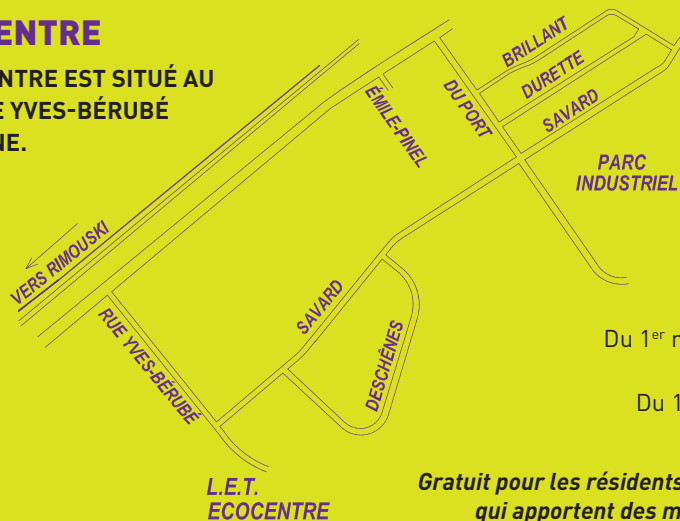 ENTRE
NTRE EST SITUÉ AU
E YVES-BÉRUBÉ
NE.
BRILLANT
DURETTE
SAVARD
ÉMILE-PINEL
DU PORT
PARC
INDUSTRIEL
VERS RIMOUSKI
RUE YVES-BÉRUBÉ
SAVARD
DESCHÊNES
Du 1er
Du 1
L.E.T.
ECOCENTRE
Gratuit pour les résidents
qui apportent des m